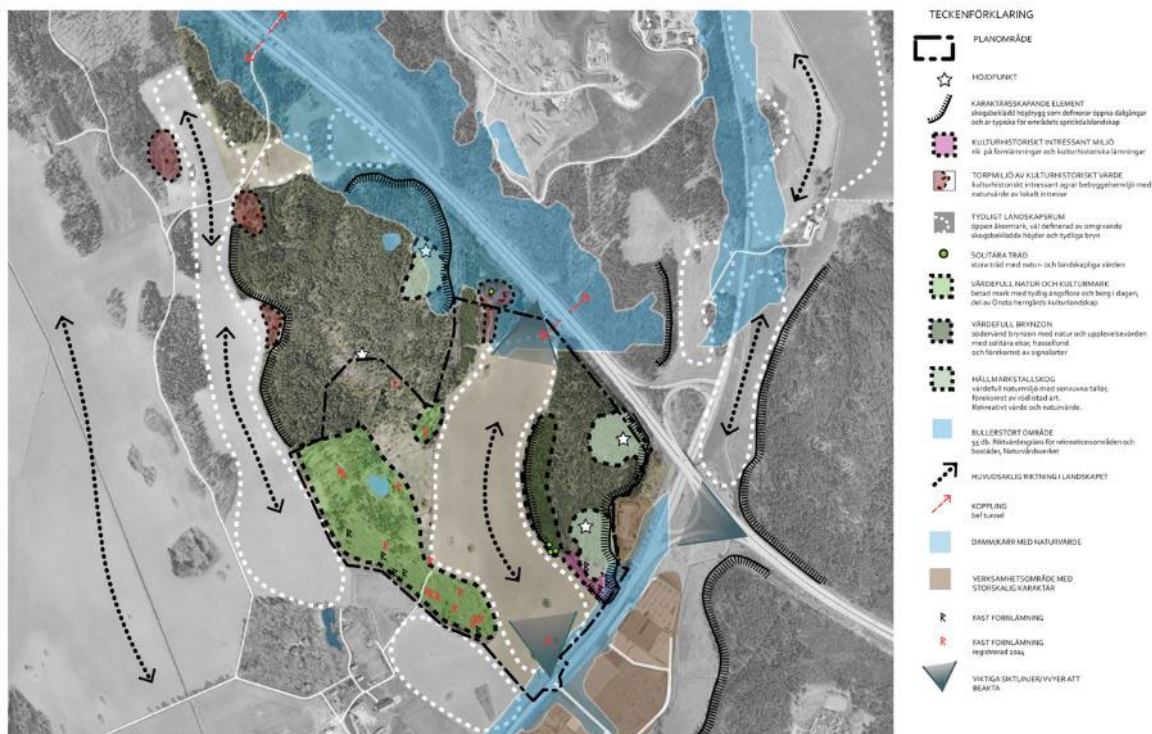 TECKENFÖRKLARING
PLANOMRÅDE
HÖJDPUNKT
KARAKTÄRSSKAPANDE ELEMENT
skogsbeklädd höjdrygg som definerar öppna dalgångar
och är typiska för områdets sprickdalslandskap
KULTURHISTORISKT INTRESSANT MILJÖ
rik på fornlämningar och kulturhistoriska lämningar
TORPMILJÖ AV KULTURHISTORISKT VÄRDE
kulturhistoriskt intressant agrar bebyggelsemiljö med
naturvärde av lokalt intresse
TYDLIGT LANDSKAPSRUM
öppen åkermark, väl definerad av omgivande
skogsbeklädda höjder och tydliga bryn
SOLITÄRA TRÄD
stora träd med natur- och landskapliga värden
VÄRDEFULL NATUR OCH KULTURMARK
betad mark med tydlig ängsflora och berg i dagen,
del av Önsta herrgårds kulturlandskap
VÄRDEFULL BRYNZON
södervänd brynzon med natur och upplevelsevärden
med solitära ekar, hassellund
och förekomst av signalarter
HÄLLMARKSTALLSKOG
värdefull naturmiljö med senvuxna tallar,
förekomst av rödlistad art.
Rekreativt värde och naturvärde.
BULLERSTÖRT OMRÅDE
55 db. Riktvärdesgräns för rekreationsområden och
bostäder, Naturvårdsverket
HUVUDSAKLIG RIKTNING I LANDSKAPET
KOPPLING
bef tunnel
DAMM/KÄRR MED NATURVÄRDE
VERKSAMHETSOMRÅDE MED
STORSKALIG KARAKTÄR
FAST FORNLÄMNING
FAST FORNLÄMNING
registrerad 2014
VIKTIGA SIKTLINJER/VYER ATT
BEAKTA